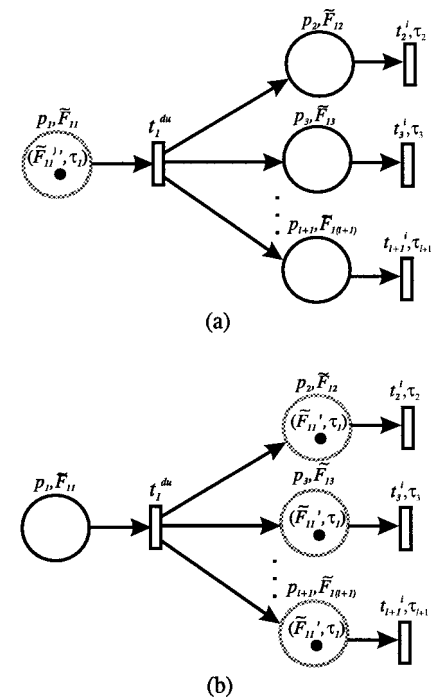 p₂, F̃₁₂
t₂ⁱ, τ₂
p₁, F̃₁₁
t₁ᵈᵘ
p₃, F̃₁₃
t₃ⁱ, τ₃
(F̃₁₁'', τ₁)
pₗ₊₁, F̃₁₍ₗ₊₁₎
tₗ₊₁ⁱ, τₗ₊₁
(a)
p₂, F̃₁₂
t₂ⁱ, τ₂
(F̃₁₁', τ₁)
p₁, F̃₁₁
t₁ᵈᵘ
p₃, F̃₁₃
t₃ⁱ, τ₃
(F̃₁₁', τ₁)
pₗ₊₁, F̃₁₍ₗ₊₁₎
tₗ₊₁ⁱ, τₗ₊₁
(F̃₁₁', τ₁)
(b)